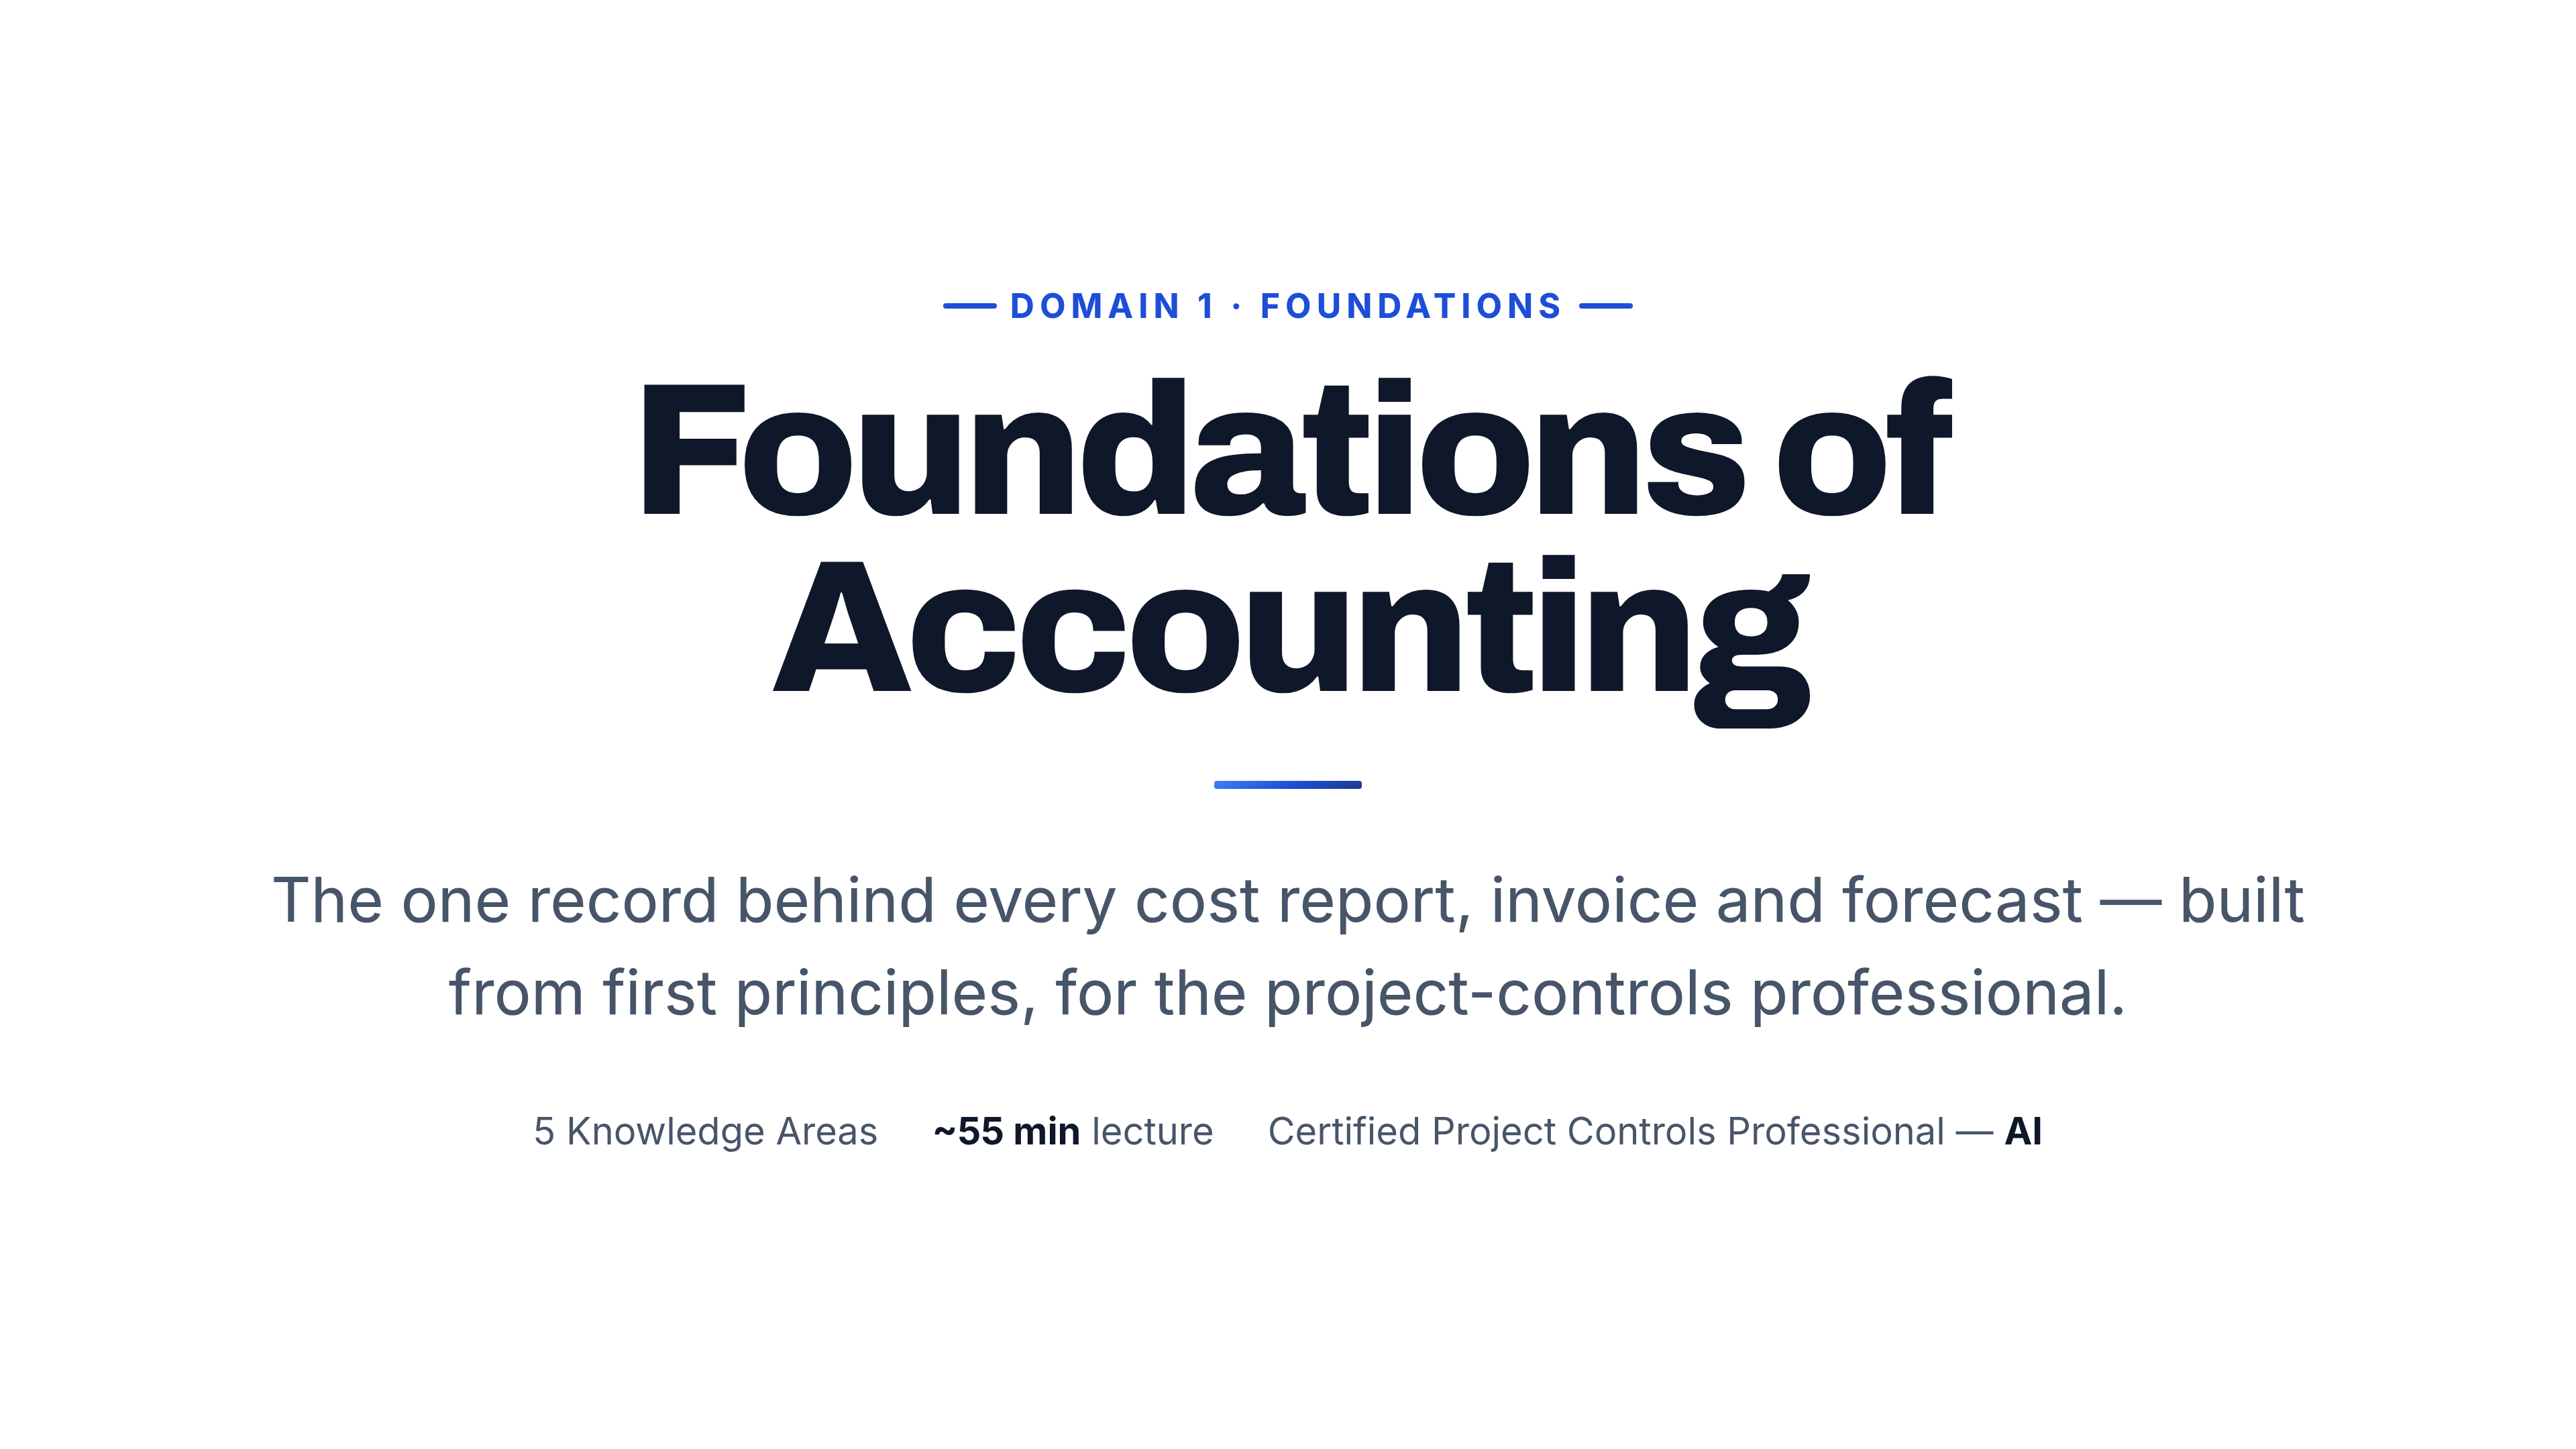 DOMAIN 1 · FOUNDATIONS
Foundations of
Accounting
The one record behind every cost report, invoice and forecast — built
from first principles, for the project-controls professional.
5 Knowledge Areas ~55 min lecture Certified Project Controls Professional — AI